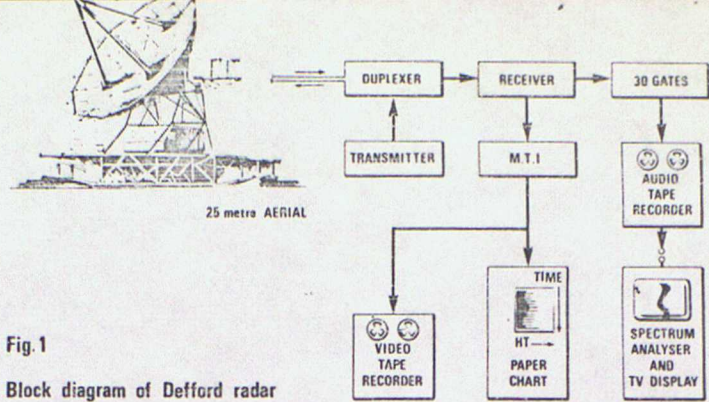 DUPLEXER
RECEIVER
30 GATES
TRANSMITTER
M.T.I
AUDIO
TAPE
RECORDER
25 metre AERIAL
TIME
HT
PAPER
CHART
VIDEO
TAPE
RECORDER
SPECTRUM
ANALYSER
AND
TV DISPLAY
Fig.1
Block diagram of Defford radar